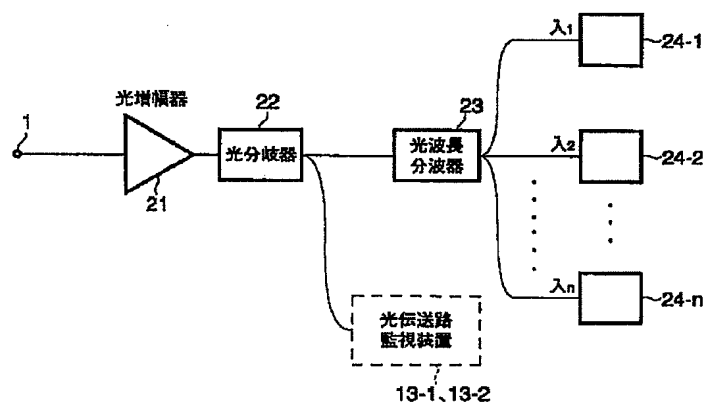 光増幅器
1
21
22
光分岐器
23
光波長
分波器
λ1
24-1
λ2
24-2
λn
24-n
光伝送路
監視装置
13-1、13-2